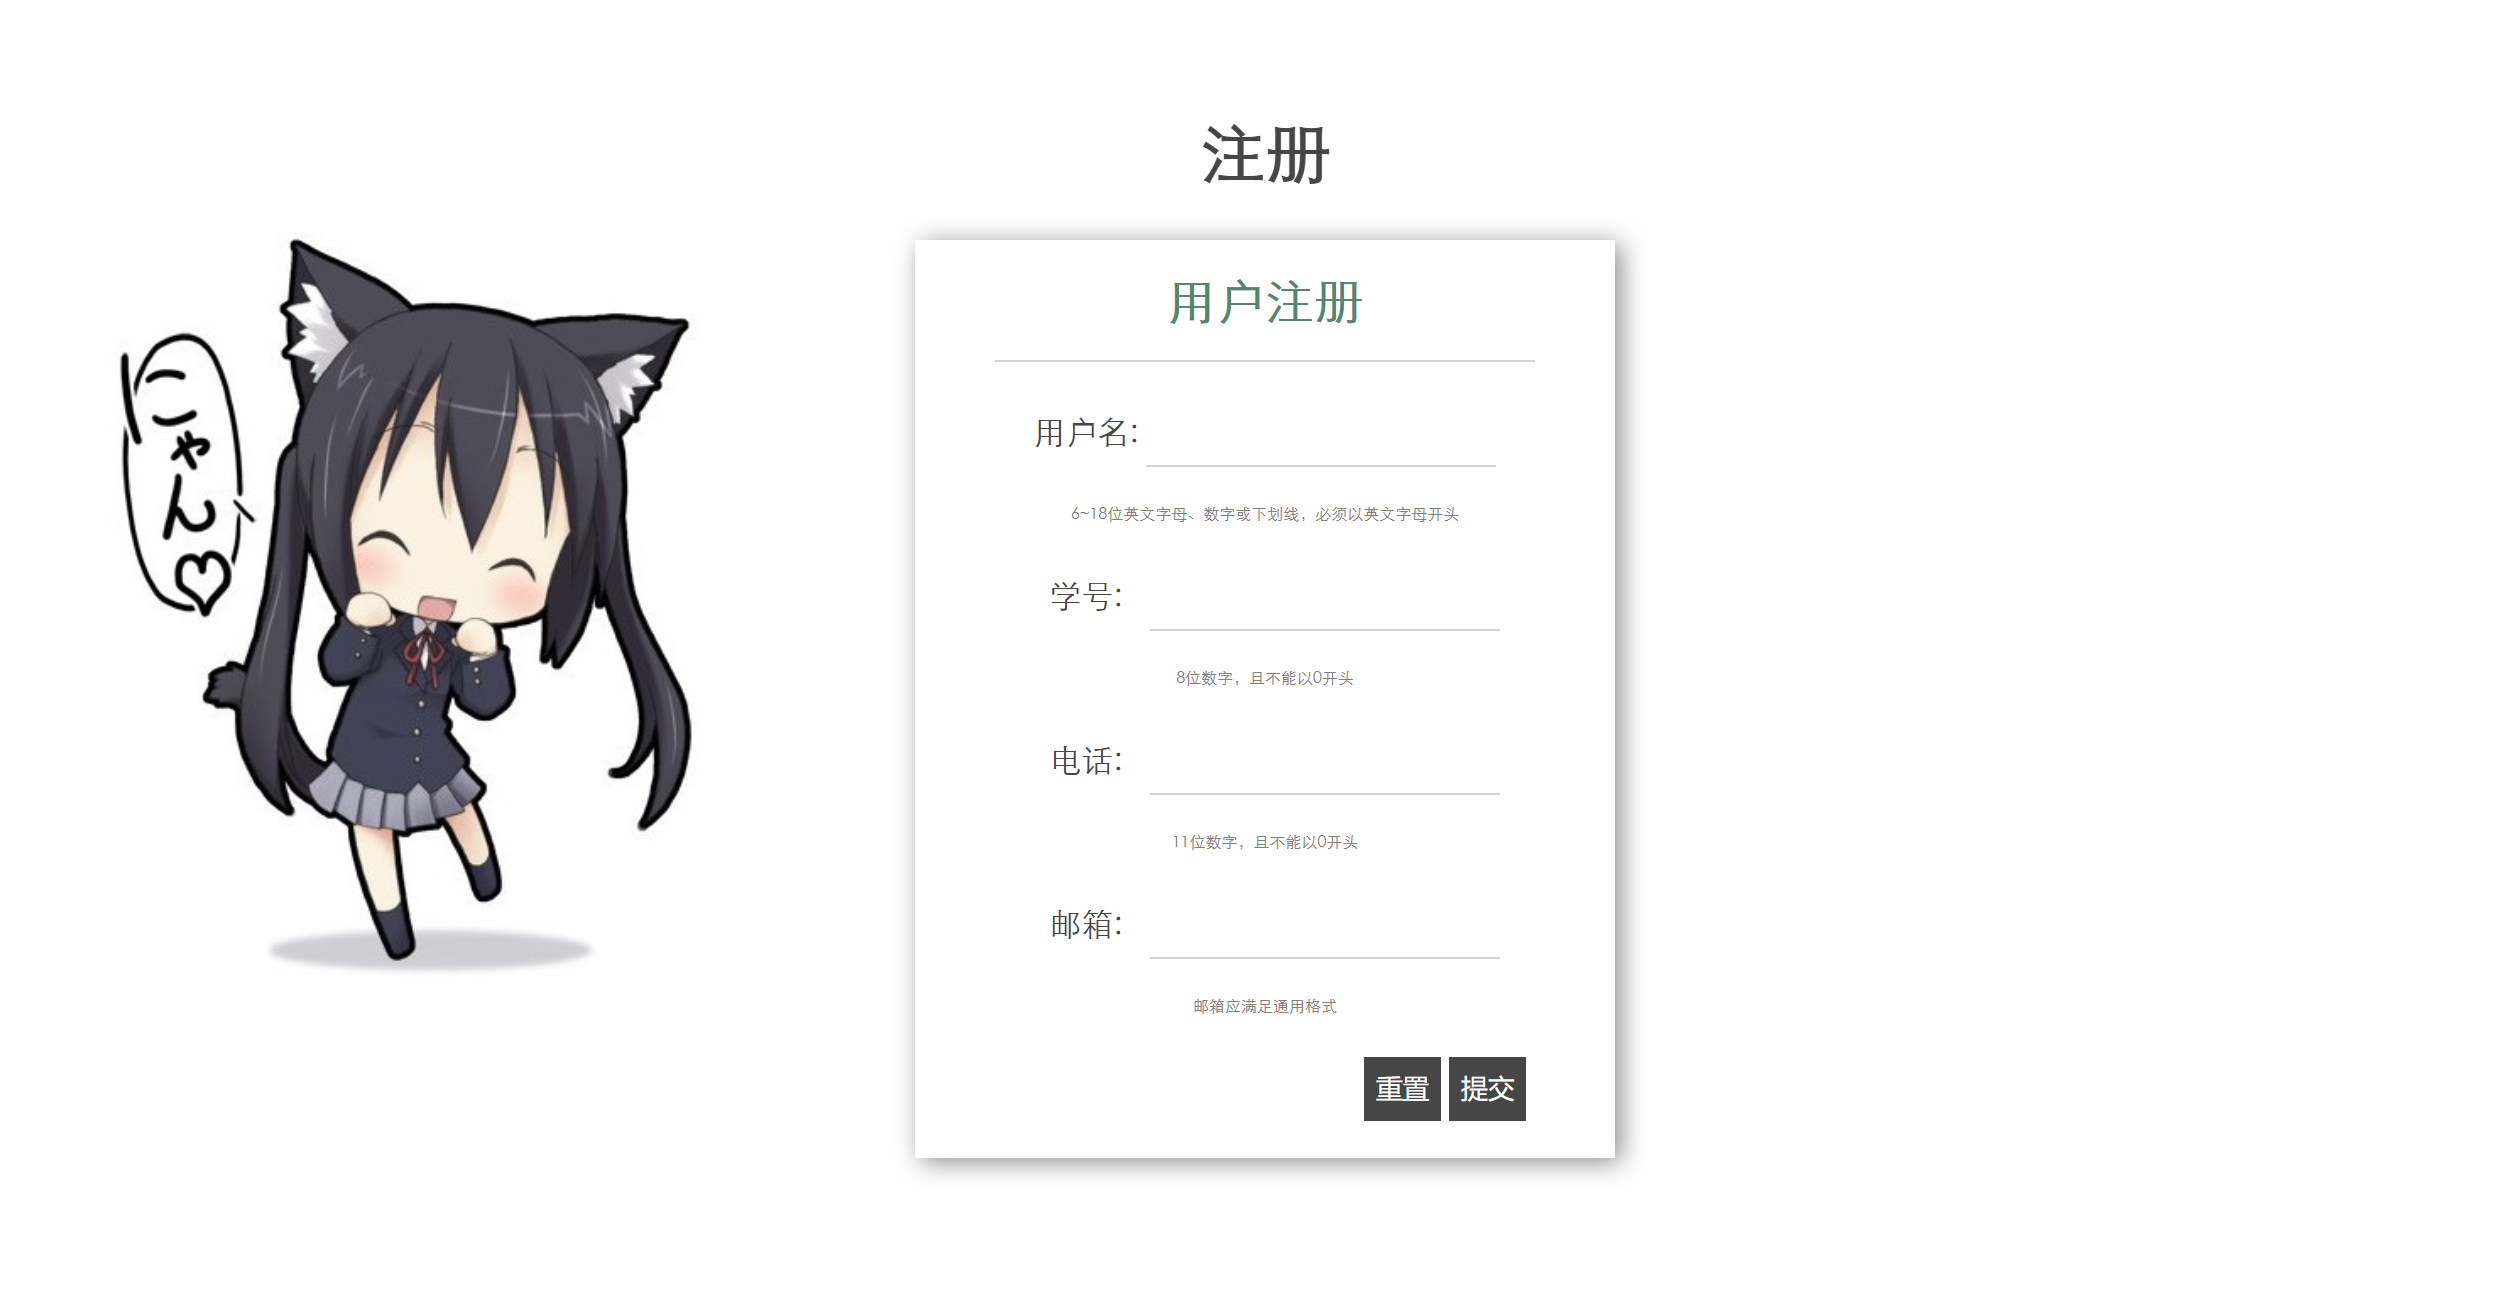 注册
にゃん♡
用户注册
用户名:
6~18位英文字母、数字或下划线，必须以英文字母开头
学号:
8位数字，且不能以0开头
电话:
11位数字，且不能以0开头
邮箱:
邮箱应满足通用格式
重置 提交